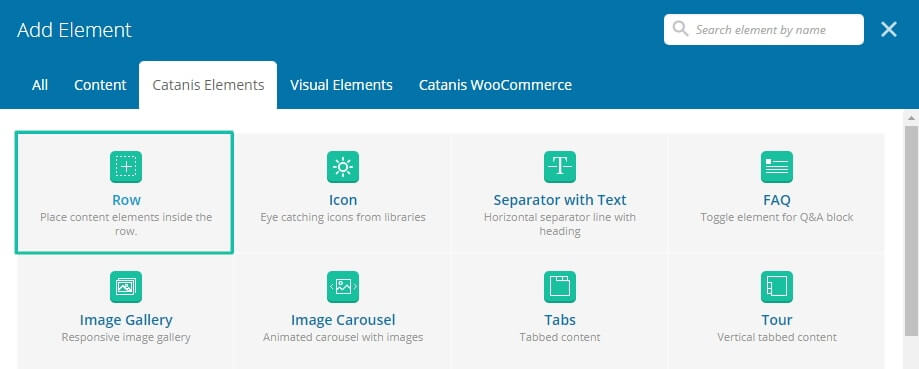 Add Element
Search element by name
All
Content
Catanis Elements
Visual Elements
Catanis WooCommerce
Row
Place content elements inside the
row.
Icon
Eye catching icons from libraries
Separator with Text
Horizontal separator line with
heading
FAQ
Toggle element for Q&A block
Image Gallery
Responsive image gallery
Image Carousel
Animated carousel with images
Tabs
Tabbed content
Tour
Vertical tabbed content